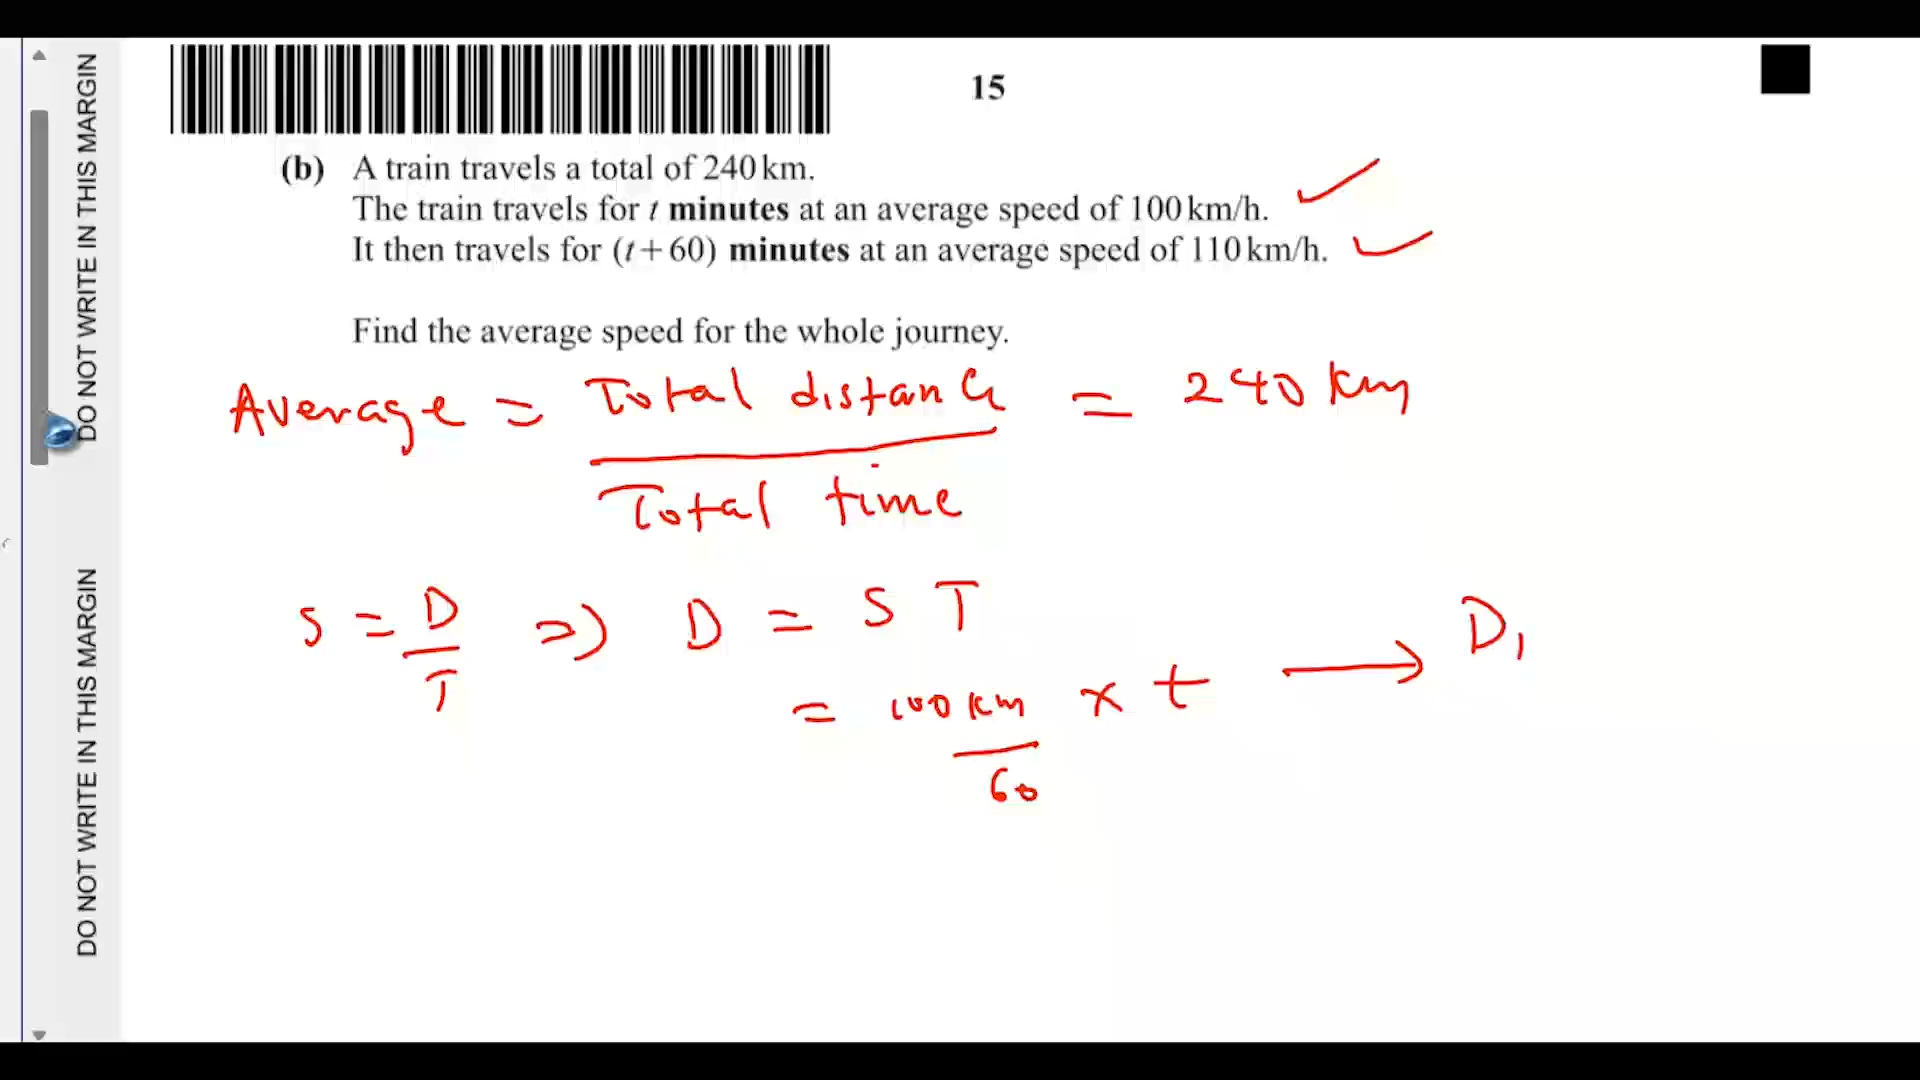 DO NOT WRITE IN THIS MARGIN
DO NOT WRITE IN THIS MARGIN
15
(b) A train travels a total of 240 km.
The train travels for t minutes at an average speed of 100 km/h.
It then travels for (t + 60) minutes at an average speed of 110 km/h.
Find the average speed for the whole journey.
Average = Total distance / Total time = 240 km
S = D / T => D = S T
= 100 km / 60 × t → D₁